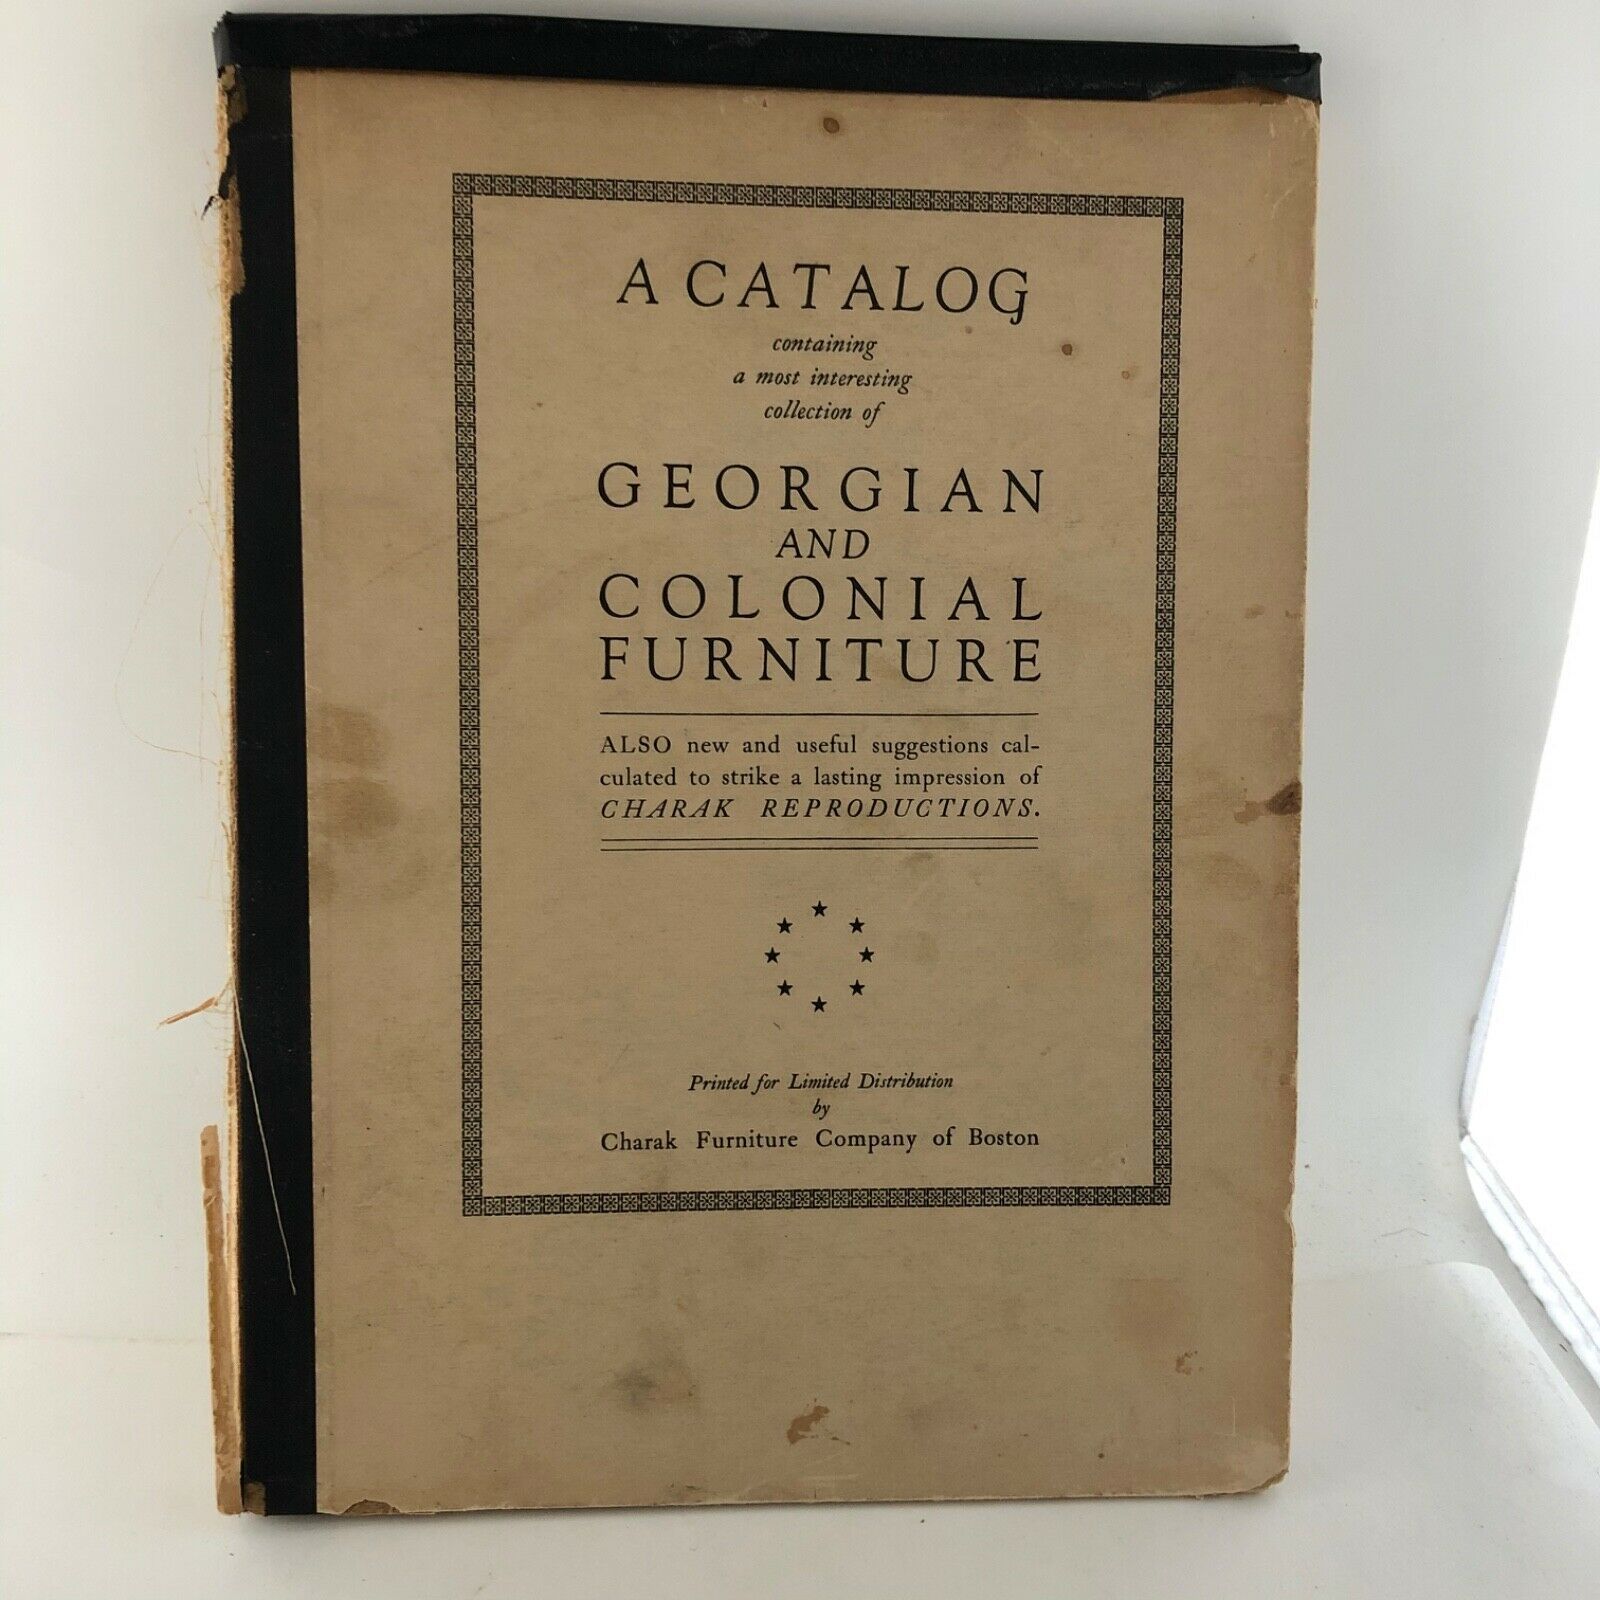 A CATALOG
containing
a most interesting
collection of
GEORGIAN
AND
COLONIAL
FURNITURE
ALSO new and useful suggestions cal-
culated to strike a lasting impression of
CHARAK REPRODUCTIONS.
Printed for Limited Distribution
by
Charak Furniture Company of Boston